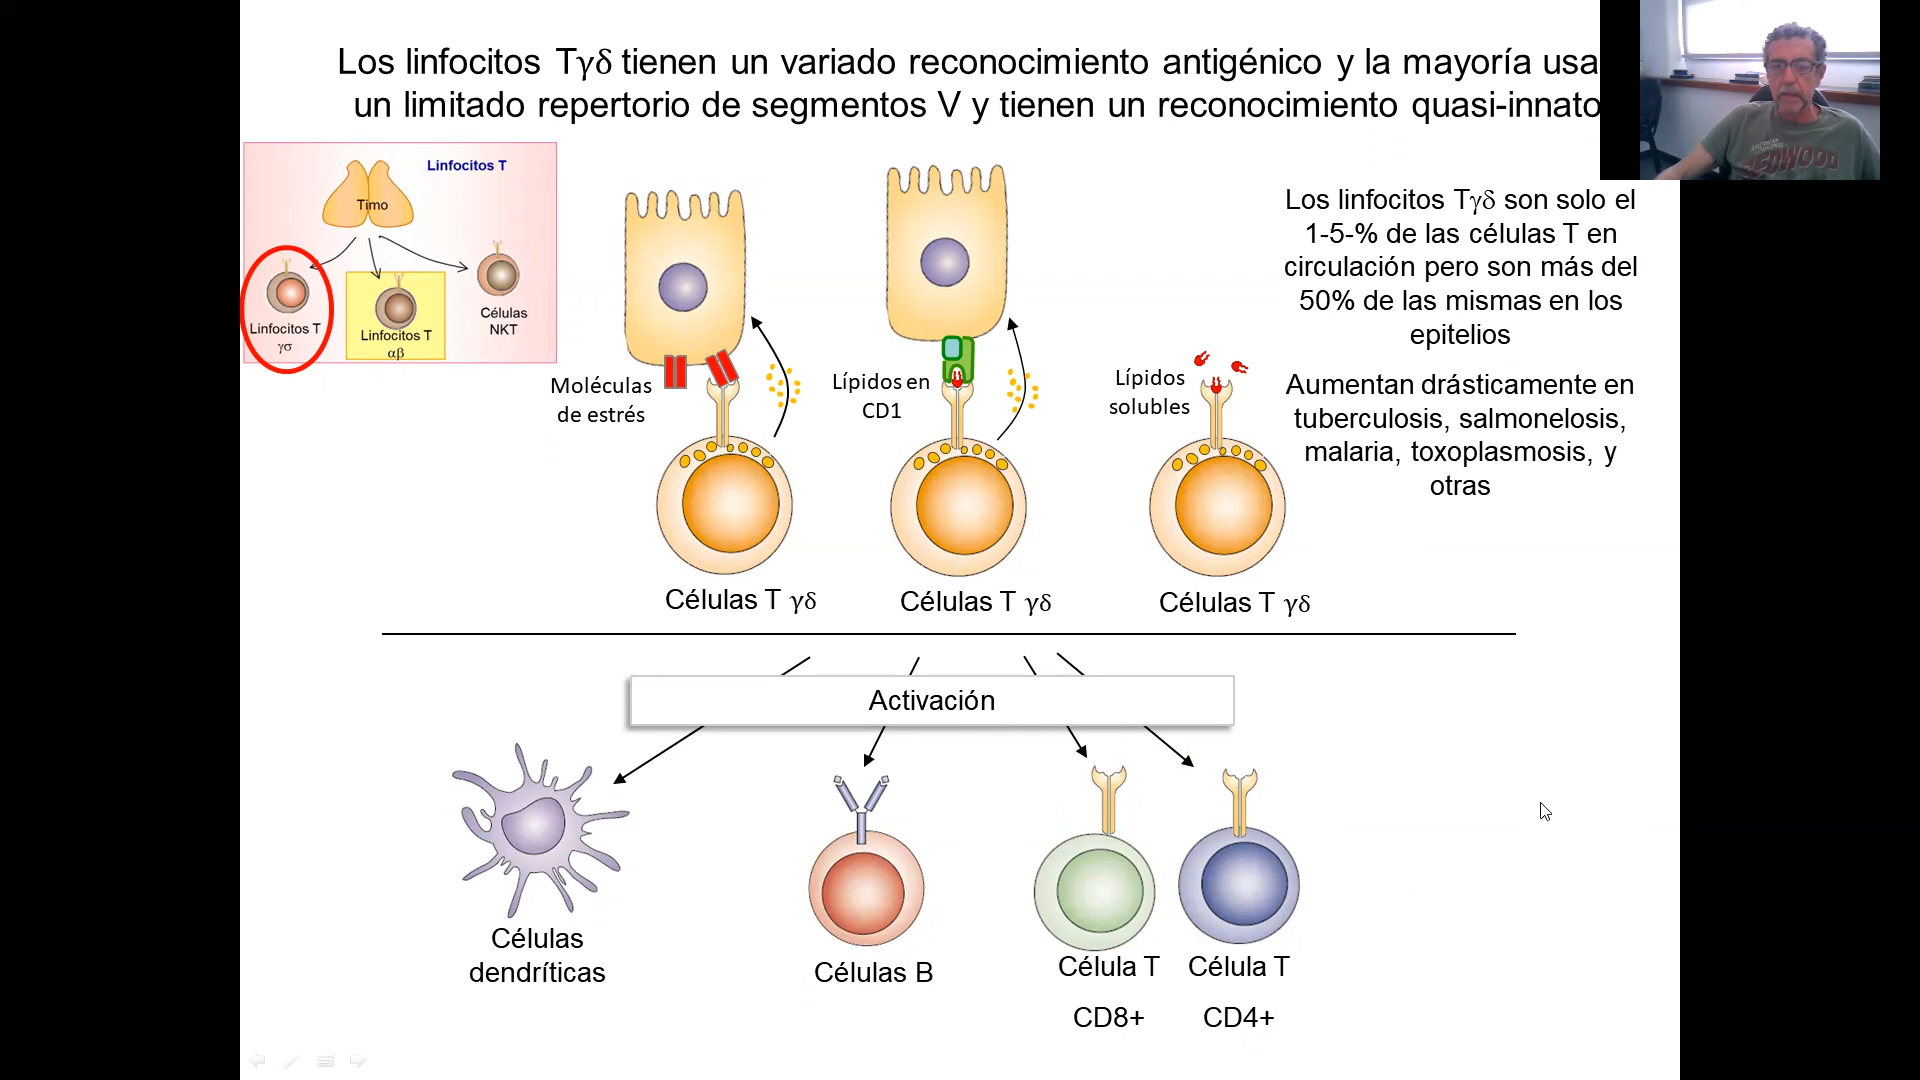 Los linfocitos Tγδ tienen un variado reconocimiento antigénico y la mayoría usa
un limitado repertorio de segmentos V y tienen un reconocimiento quasi-innato
Linfocitos T
Timo
Linfocitos T
γσ
Linfocitos T
αβ
Células
NKT
Moléculas
de estrés
Lípidos en
CD1
Lípidos
solubles
Los linfocitos Tγδ son solo el
1-5-% de las células T en
circulación pero son más del
50% de las mismas en los
epitelios
Aumentan drásticamente en
tuberculosis, salmonelosis,
malaria, toxoplasmosis, y
otras
Células T γδ
Células T γδ
Células T γδ
Activación
Células
dendríticas
Células B
Célula T
CD8+
Célula T
CD4+
REDWOOD